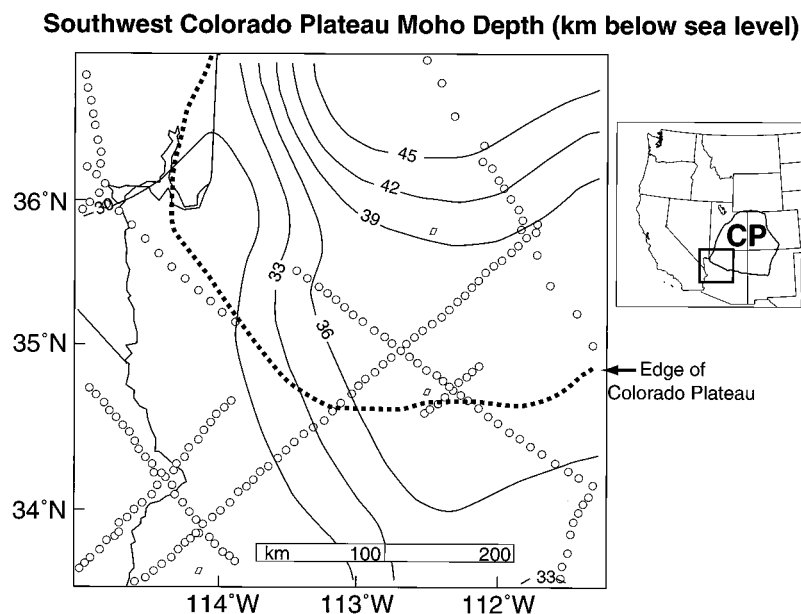 Southwest Colorado Plateau Moho Depth (km below sea level)
45
42
39
36˚N
30
33
36
35˚N
34˚N
km 100 200
33
114˚W 113˚W 112˚W
CP
Edge of
Colorado Plateau